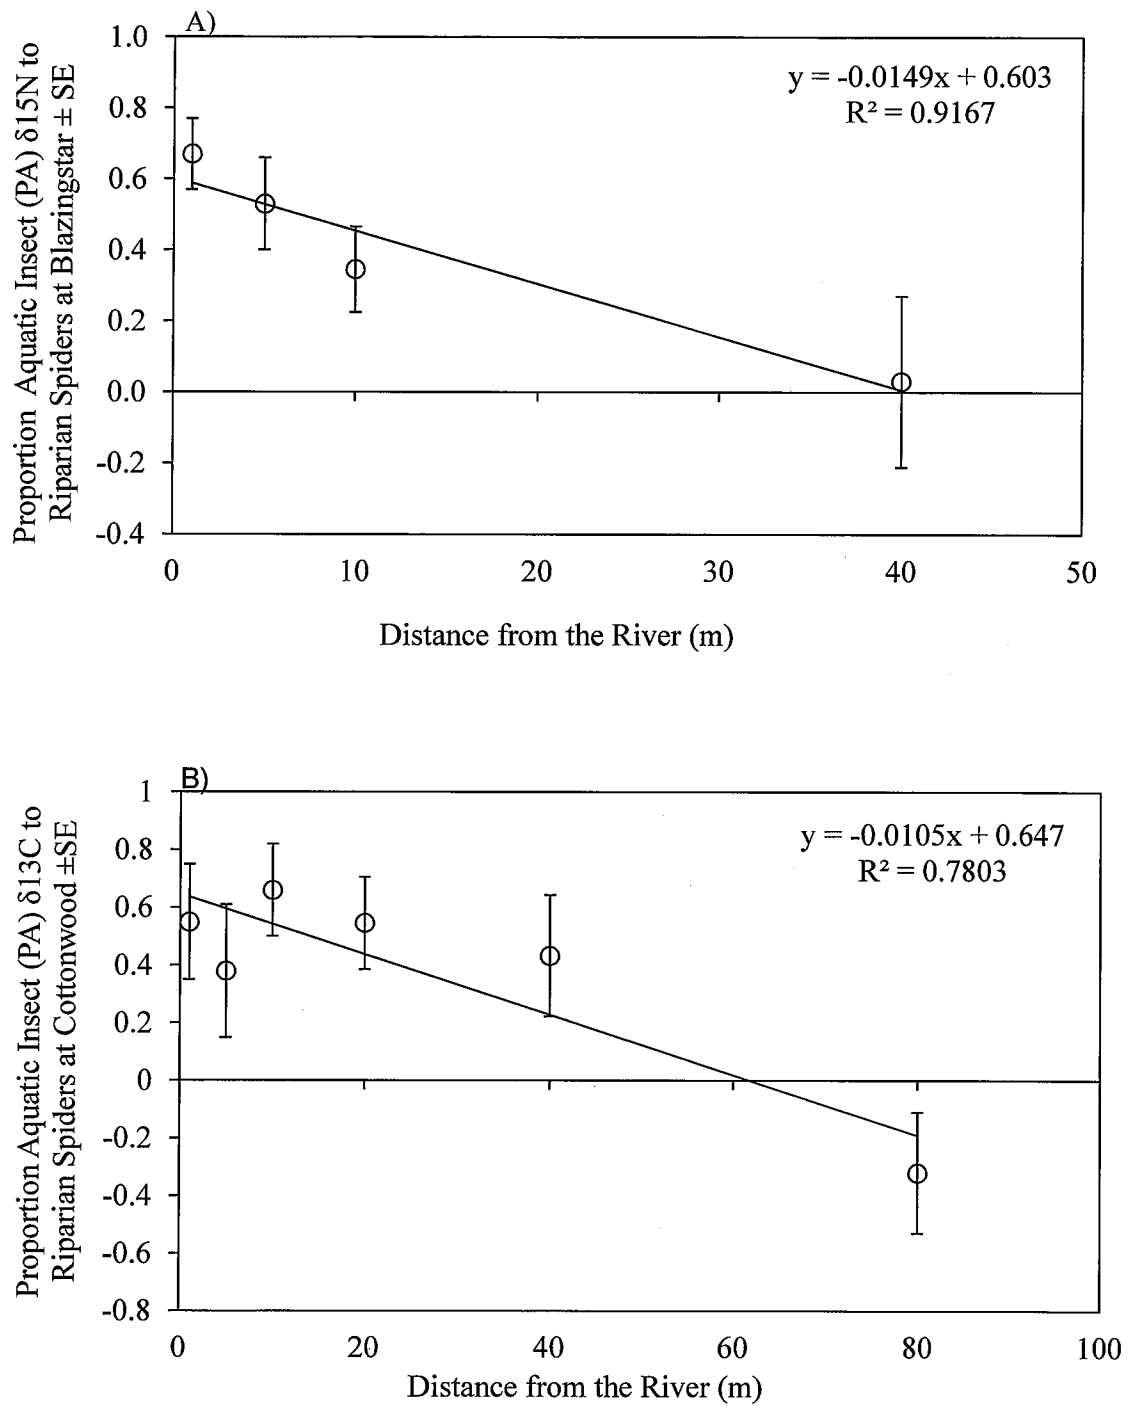 A)
Proportion Aquatic Insect (PA) δ15N to
Riparian Spiders at Blazingstar ± SE
1.0
0.8
0.6
0.4
0.2
0.0
-0.2
-0.4
y = -0.0149x + 0.603
R² = 0.9167
0 10 20 30 40 50
Distance from the River (m)
B)
Proportion Aquatic Insect (PA) δ13C to
Riparian Spiders at Cottonwood ±SE
1
0.8
0.6
0.4
0.2
0
-0.2
-0.4
-0.6
-0.8
y = -0.0105x + 0.647
R² = 0.7803
0 20 40 60 80 100
Distance from the River (m)